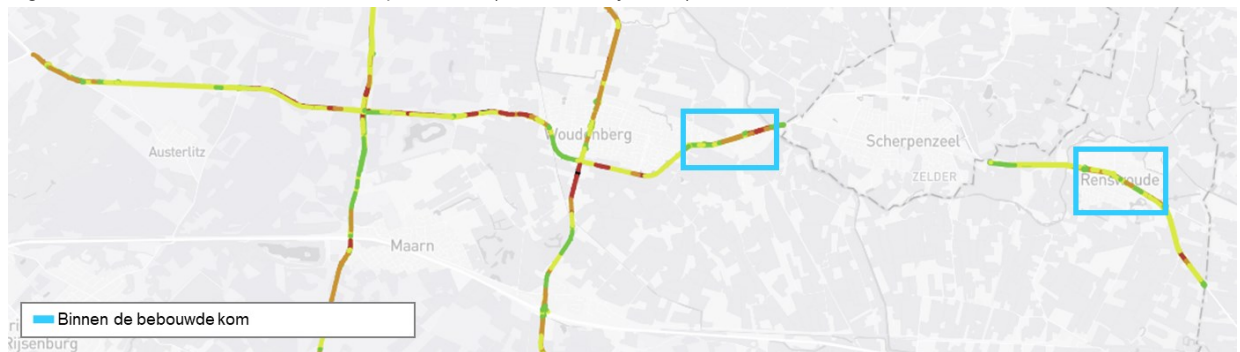 Woudenberg
Scherpenzeel
Austerlitz
ZELDER
Renswoude
Maarn
Binnen de bebouwde kom
Rijsenburg